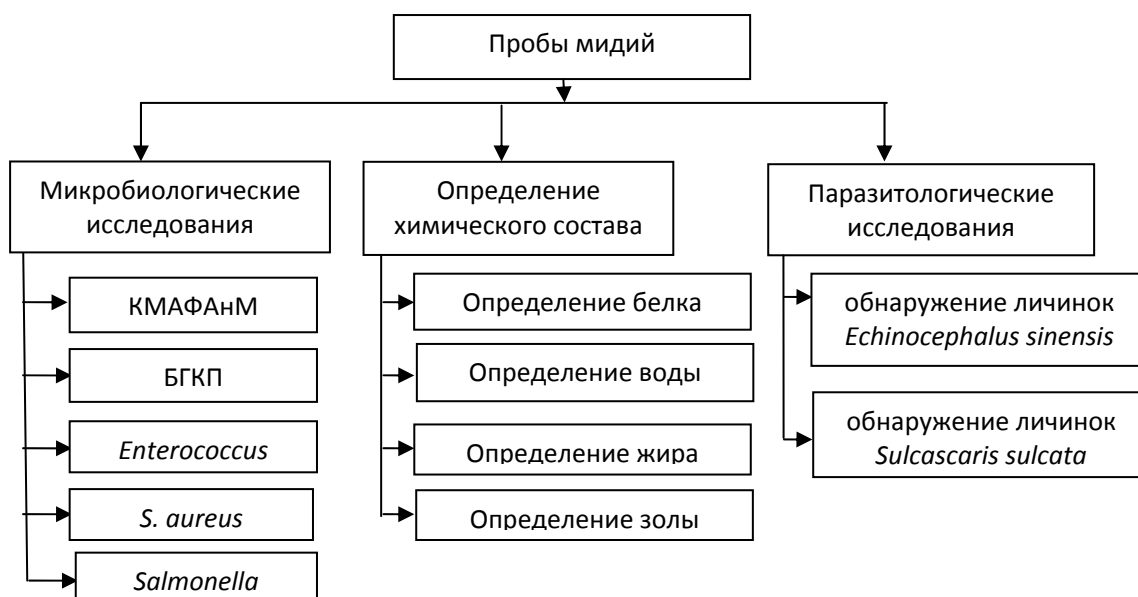 Пробы мидий
Микробиологические
исследования
КМАФАнМ
БГКП
Enterococcus
S. aureus
Salmonella
Определение
химического состава
Определение белка
Определение воды
Определение жира
Определение золы
Паразитологические
исследования
обнаружение личинок
Echinocephalus sinensis
обнаружение личинок
Sulcascaris sulcata